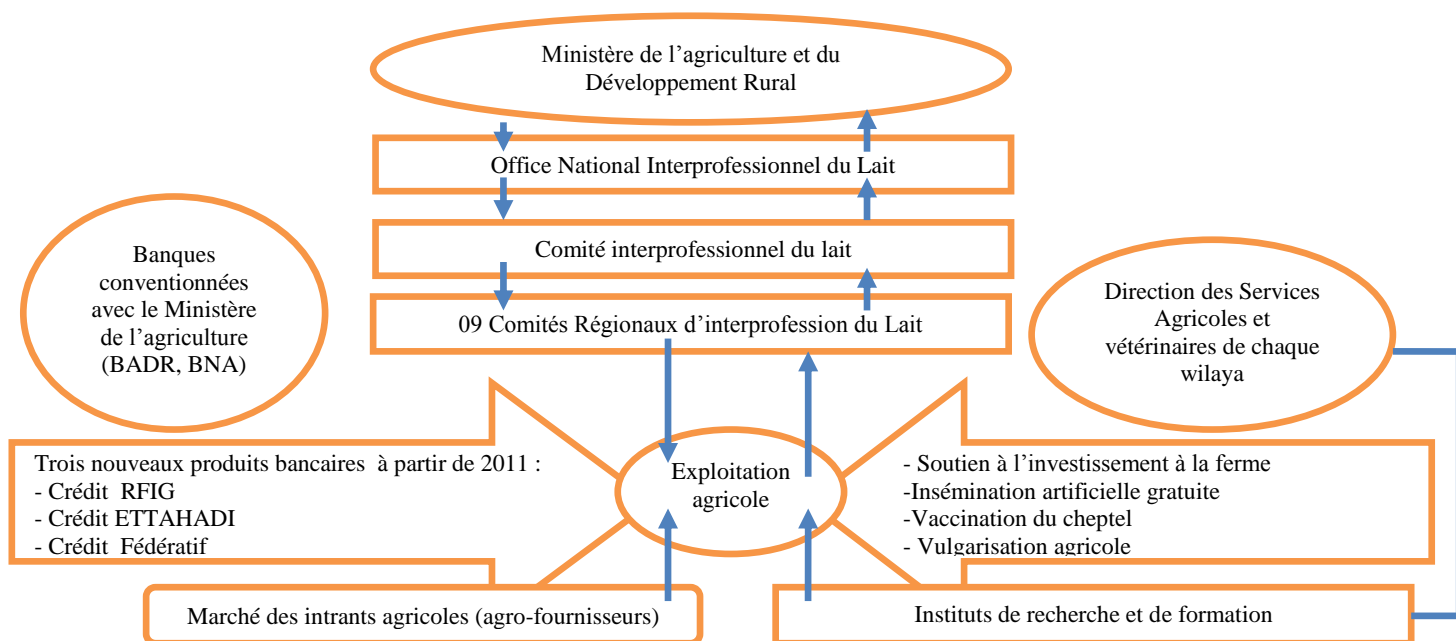 Ministère de l'agriculture et du
Développement Rural
Office National Interprofessionnel du Lait
Comité interprofessionnel du lait
09 Comités Régionaux d'interprofession du Lait
Banques
conventionnées
avec le Ministère
de l'agriculture
(BADR, BNA)
Direction des Services
Agricoles et
vétérinaires de chaque
wilaya
Trois nouveaux produits bancaires à partir de 2011 :
- Crédit RFIG
- Crédit ETTAHADI
- Crédit Fédératif
Exploitation
agricole
- Soutien à l'investissement à la ferme
-Insémination artificielle gratuite
-Vaccination du cheptel
- Vulgarisation agricole
Marché des intrants agricoles (agro-fournisseurs)
Instituts de recherche et de formation